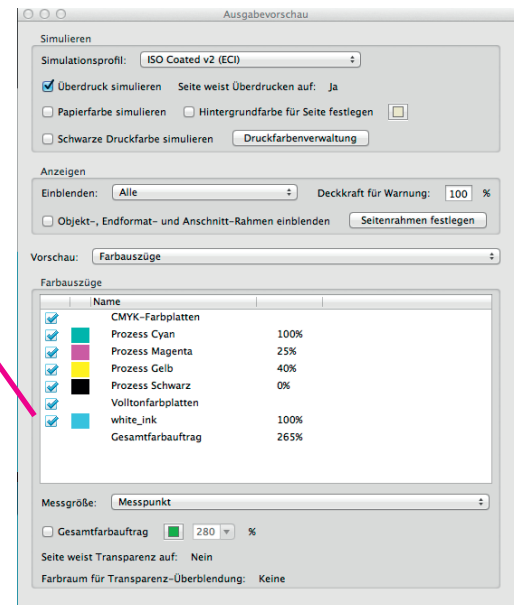 Ausgabevorschau
Simulieren
Simulationsprofil: ISO Coated v2 (ECI)
Überdruck simulieren Seite weist Überdrucken auf: Ja
Papierfarbe simulieren Hintergrundfarbe für Seite festlegen
Schwarze Druckfarbe simulieren Druckfarbenverwaltung
Anzeigen
Einblenden: Alle Deckkraft für Warnung: 100 %
Objekt-, Endformat- und Anschnitt-Rahmen einblenden Seitenrahmen festlegen
Vorschau: Farbauszüge
Farbauszüge
Name
CMYK-Farbplatten
Prozess Cyan 100%
Prozess Magenta 25%
Prozess Gelb 40%
Prozess Schwarz 0%
Volltonfarbplatten
white_ink 100%
Gesamtfarbauftrag 265%
Messgröße: Messpunkt
Gesamtfarbauftrag 280 %
Seite weist Transparenz auf: Nein
Farbraum für Transparenz-Überblendung: Keine